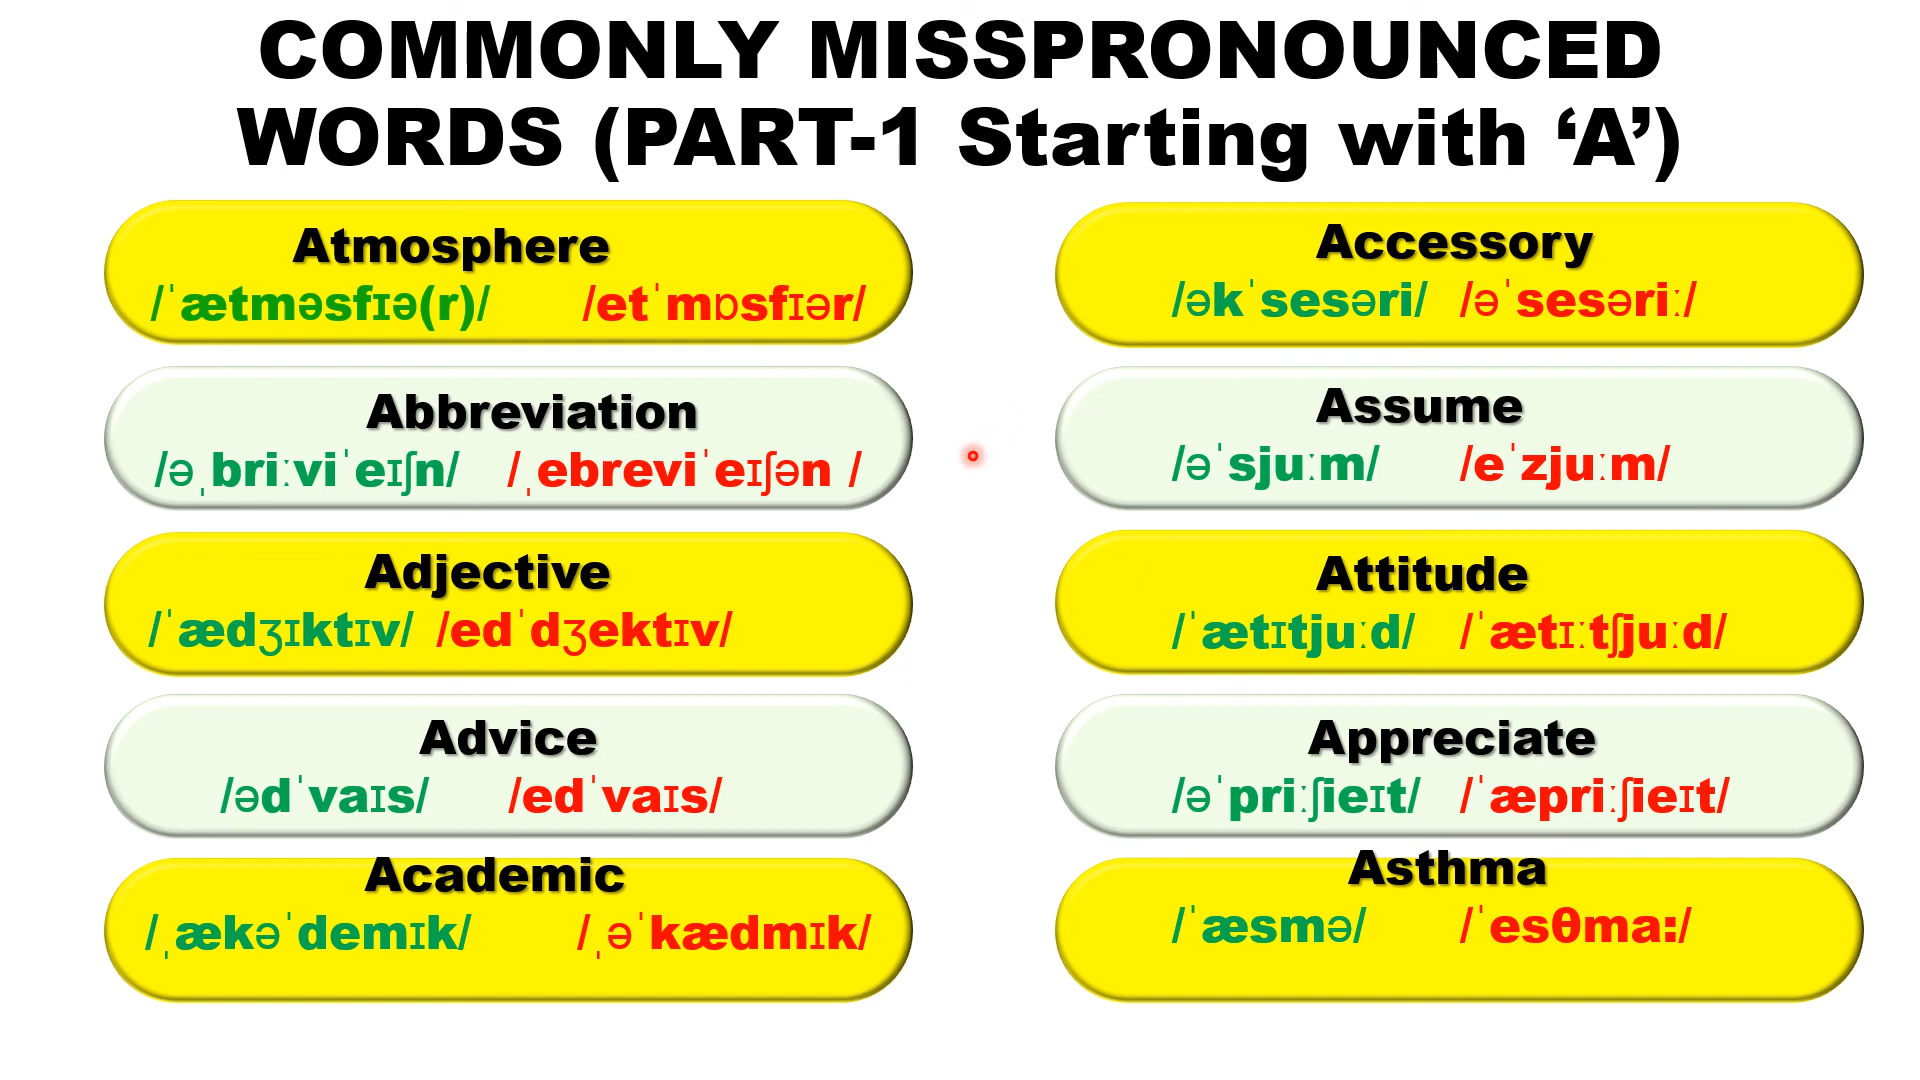 COMMONLY MISSPRONOUNCED
WORDS (PART-1 Starting with ‘A’)
Atmosphere
/ˈætməsfɪə(r)/ /etˈmɒsfɪər/
Abbreviation
/əˌbriːviˈeɪʃn/ /ˌebreviˈeɪʃən /
Adjective
/ˈædʒɪktɪv/ /edˈdʒektɪv/
Advice
/ədˈvaɪs/ /edˈvaɪs/
Academic
/ˌækəˈdemɪk/ /ˌəˈkædmɪk/
Accessory
/əkˈsesəri/ /əˈsesəriː/
Assume
/əˈsjuːm/ /eˈzjuːm/
Attitude
/ˈætɪtjuːd/ /ˈætɪːtʃjuːd/
Appreciate
/əˈpriːʃieɪt/ /ˈæpriːʃieɪt/
Asthma
/ˈæsmə/ /ˈesθma:/